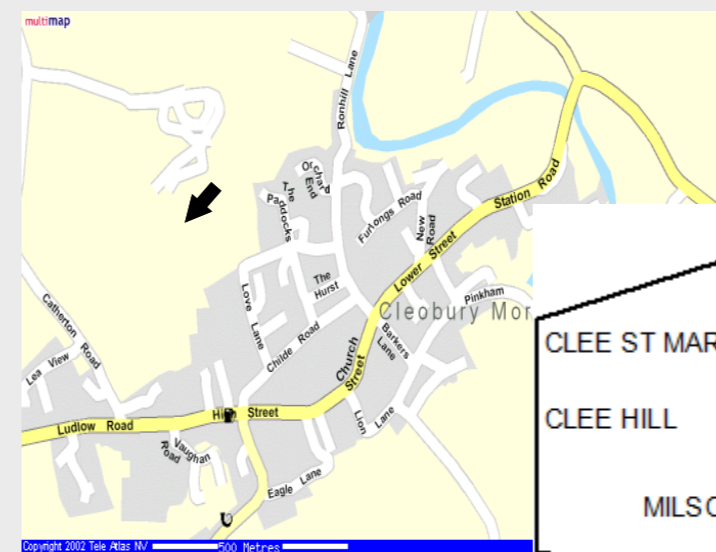 multimap
Ronhill Lane
Orchard End
The Paddocks
Furlongs Road
New Road
Station Road
Lower Street
The Hurst
Love Lane
Pinkham
Cleobury Mor
Catherton Road
Childe Road
Church Street
Barkers Lane
Lea View
High Street
Lion Lane
Ludlow Road
Vaughan Road
Eagle Lane
CLEE ST MAR
CLEE HILL
MILSO
Copyright 2002 Tele Atlas NV
500 Metres